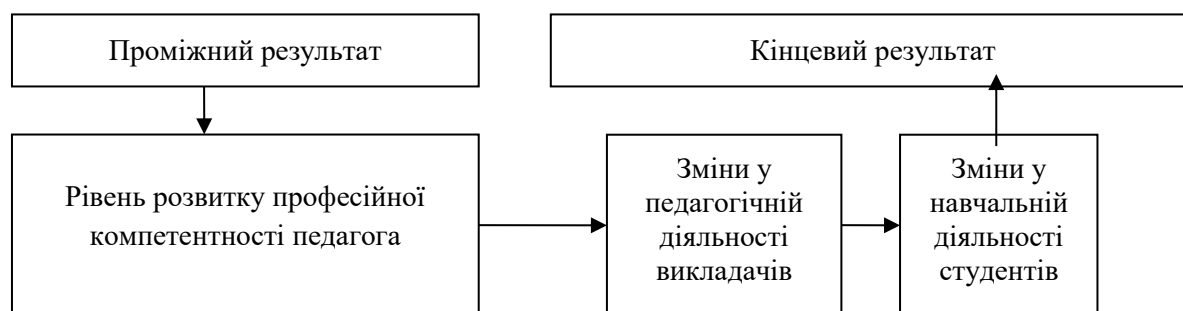 Проміжний результат
Кінцевий результат
Рівень розвитку професійної
компетентності педагога
Зміни у
педагогічній
діяльності
викладачів
Зміни у
навчальній
діяльності
студентів